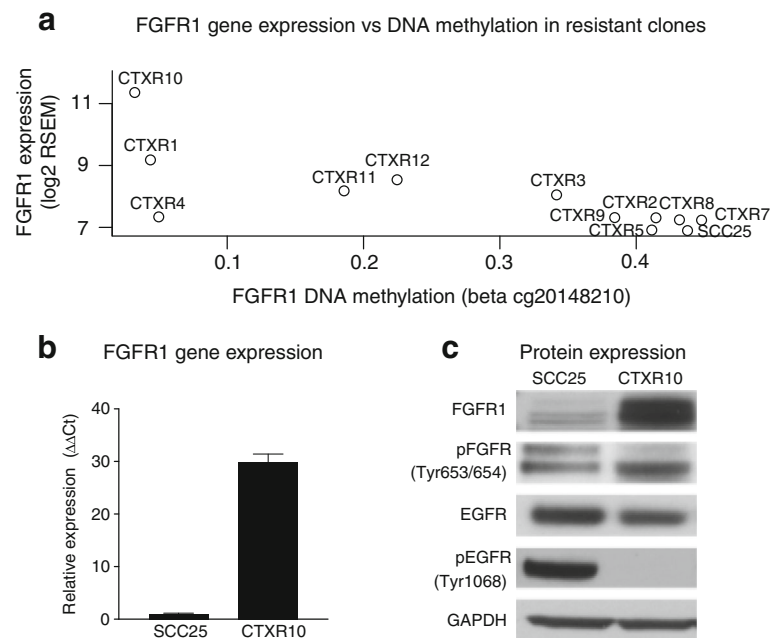 a
FGFR1 gene expression vs DNA methylation in resistant clones
FGFR1 expression
(log2 RSEM)
11
9
7
CTXR10
CTXR1
CTXR4
CTXR11
CTXR12
CTXR3
CTXR9
CTXR2
CTXR8
CTXR7
CTXR5
SCC25
0.1
0.2
0.3
0.4
FGFR1 DNA methylation (beta cg20148210)
b
FGFR1 gene expression
Relative expression (ΔΔCt)
40
30
20
10
0
SCC25
CTXR10
c
Protein expression
SCC25
CTXR10
FGFR1
pFGFR
(Tyr653/654)
EGFR
pEGFR
(Tyr1068)
GAPDH